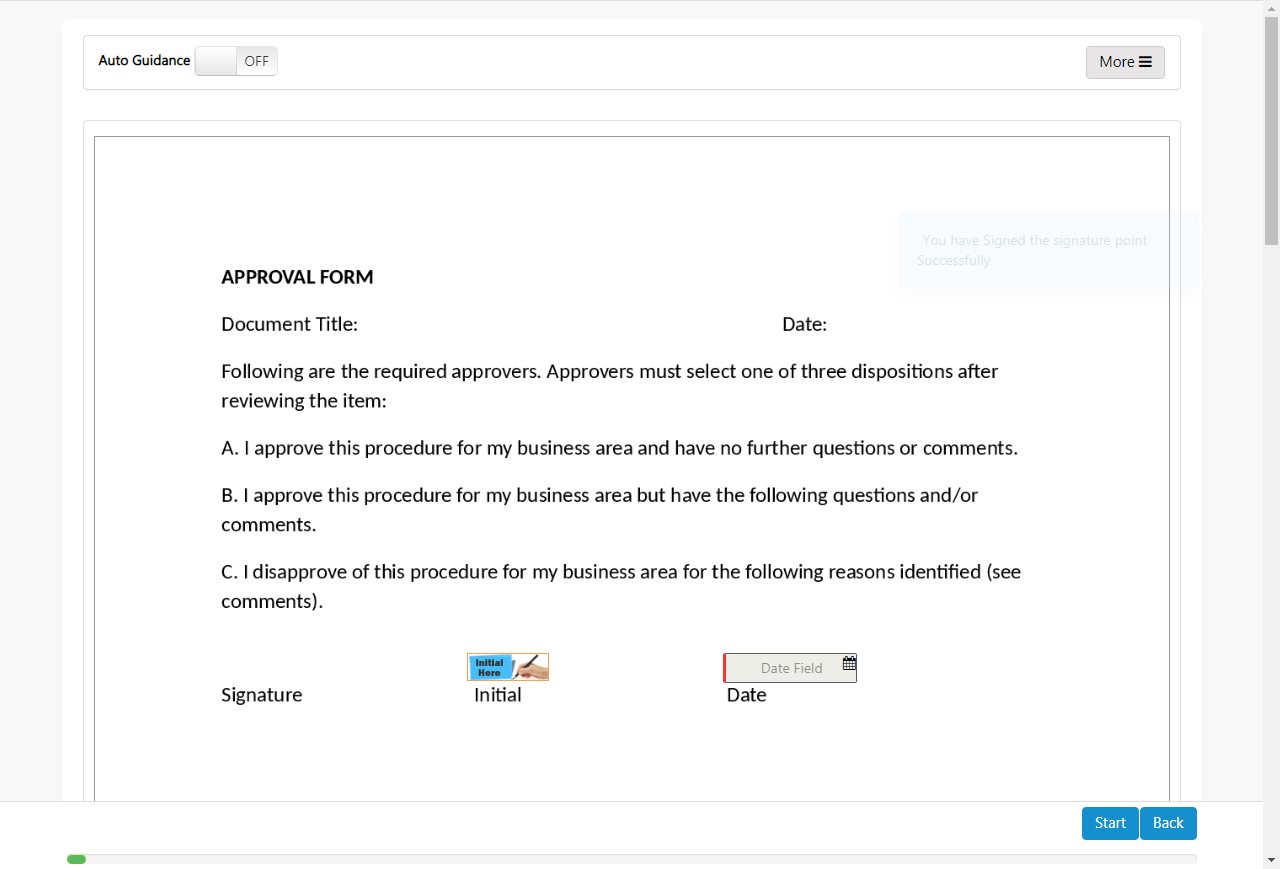 Auto Guidance OFF More
You have Signed the signature point
Successfully
APPROVAL FORM
Document Title: Date:
Following are the required approvers. Approvers must select one of three dispositions after
reviewing the item:
A. I approve this procedure for my business area and have no further questions or comments.
B. I approve this procedure for my business area but have the following questions and/or
comments.
C. I disapprove of this procedure for my business area for the following reasons identified (see
comments).
Initial
Here
Date Field
Signature Initial Date
Start Back